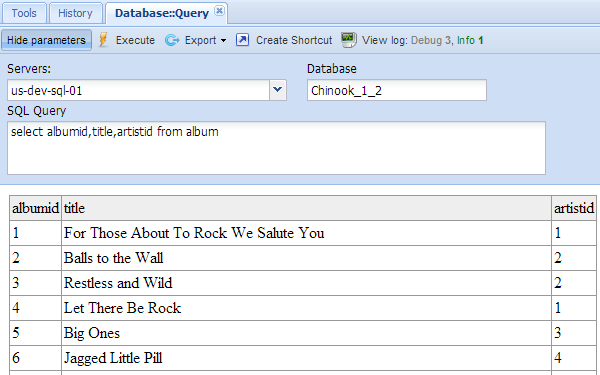 Tools History Database::Query
Hide parameters Execute Export Create Shortcut View log: Debug 3, Info 1
Servers: Database
us-dev-sql-01 Chinook_1_2
SQL Query
select albumid,title,artistid from album
albumid title artistid
1 For Those About To Rock We Salute You 1
2 Balls to the Wall 2
3 Restless and Wild 2
4 Let There Be Rock 1
5 Big Ones 3
6 Jagged Little Pill 4